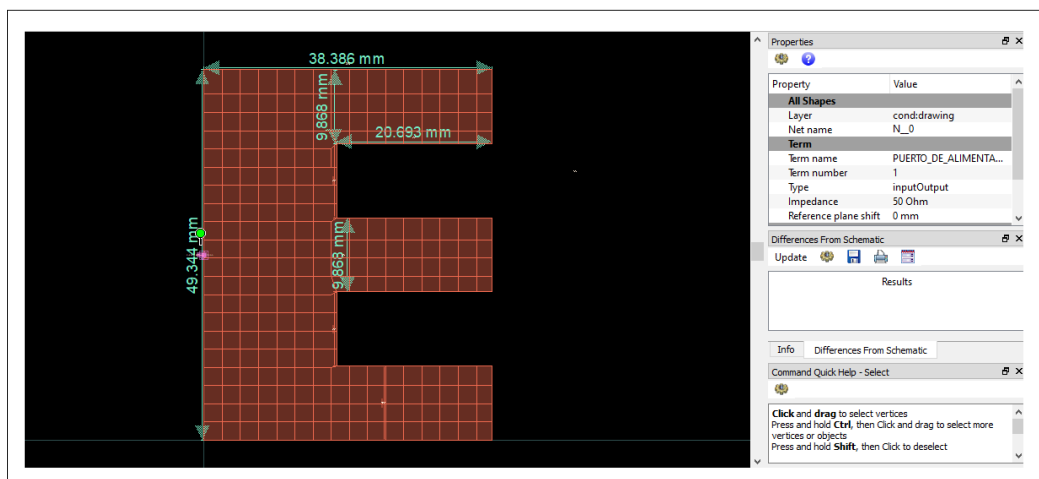 38.386 mm
9.868 mm
20.693 mm
49.344 mm
9.868 mm
Properties
Property Value
All Shapes
Layer cond:drawing
Net name N__0
Term
Term name PUERTO_DE_ALIMENTA...
Term number 1
Type inputOutput
Impedance 50 Ohm
Reference plane shift 0 mm
Differences From Schematic
Update
Results
Info Differences From Schematic
Command Quick Help - Select
Click and drag to select vertices
Press and hold Ctrl, then Click and drag to select more
vertices or objects
Press and hold Shift, then Click to deselect